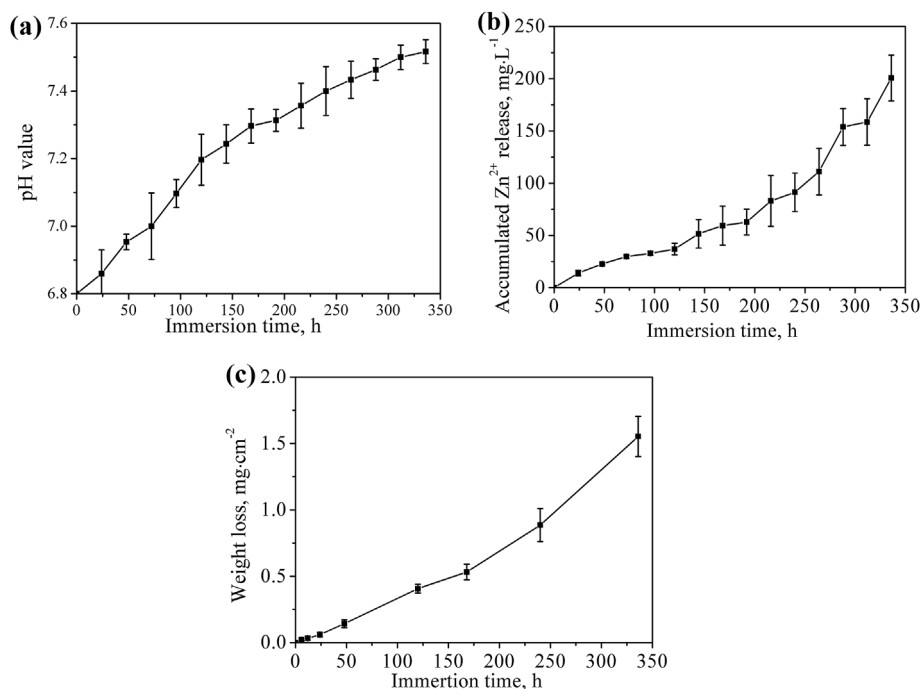 (a)
7.6
7.4
7.2
7.0
6.8
pH value
0 50 100 150 200 250 300 350
Immersion time, h
(b)
250
200
150
100
50
0
Accumulated Zn²⁺ release, mg·L⁻¹
0 50 100 150 200 250 300 350
Immersion time, h
(c)
2.0
1.5
1.0
0.5
0.0
Weight loss, mg·cm⁻²
0 50 100 150 200 250 300 350
Immertion time, h